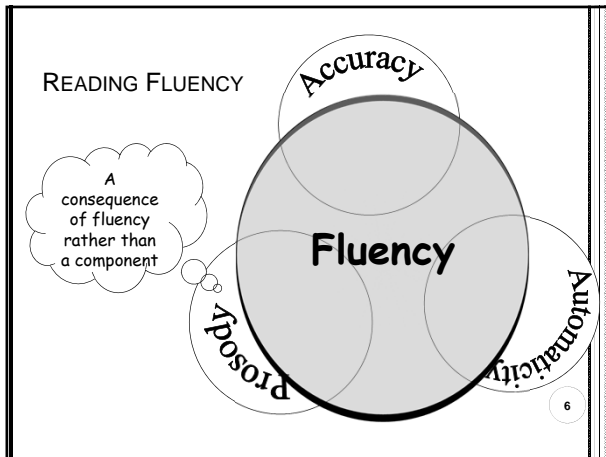 READING FLUENCY
Accuracy
A
consequence
of fluency
rather than
a component
Fluency
Prosody
Automaticity
6